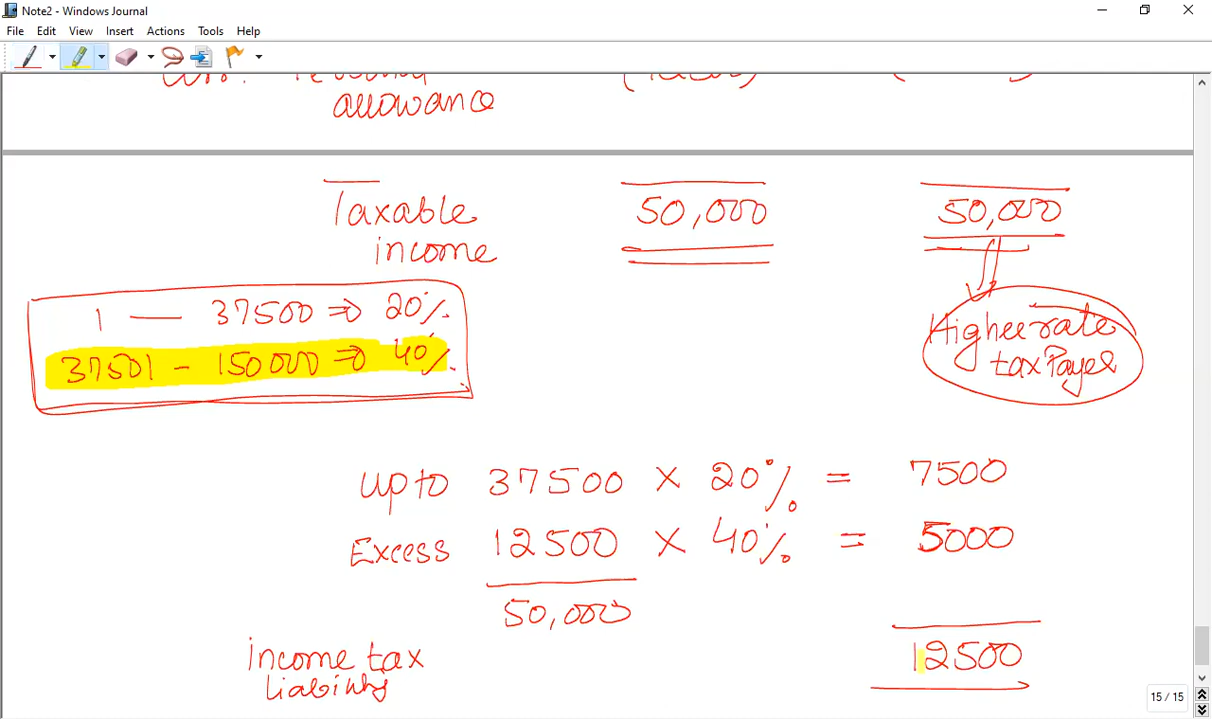 Note2 - Windows Journal
File Edit View Insert Actions Tools Help
allowance
Taxable 50,000 50,000
income
1 — 37500 ⇒ 20%
37501 - 150000 ⇒ 40%
Higher rate
tax Payer
upto 37500 × 20% = 7500
Excess 12500 × 40% = 5000
50,000
income tax 12500
liability
15 / 15